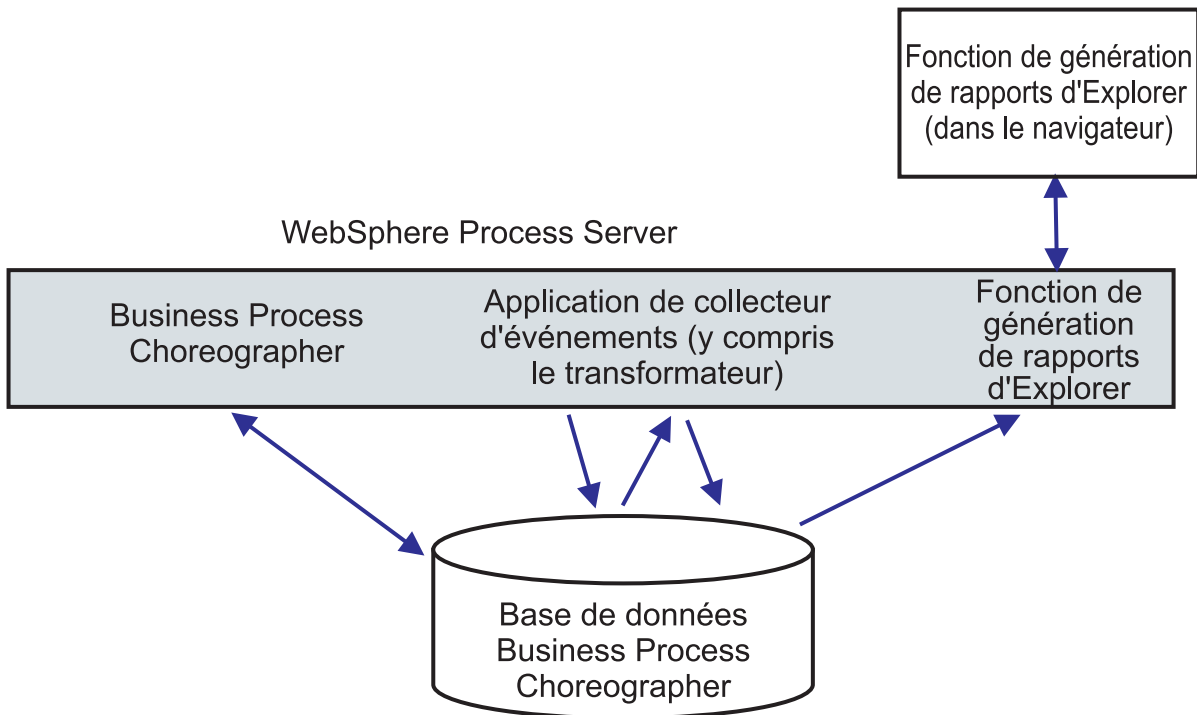 Fonction de génération
de rapports d'Explorer
(dans le navigateur)
WebSphere Process Server
Business Process
Choreographer
Application de collecteur
d'événements (y compris
le transformateur)
Fonction de
génération
de rapports
d'Explorer
Base de données
Business Process
Choreographer